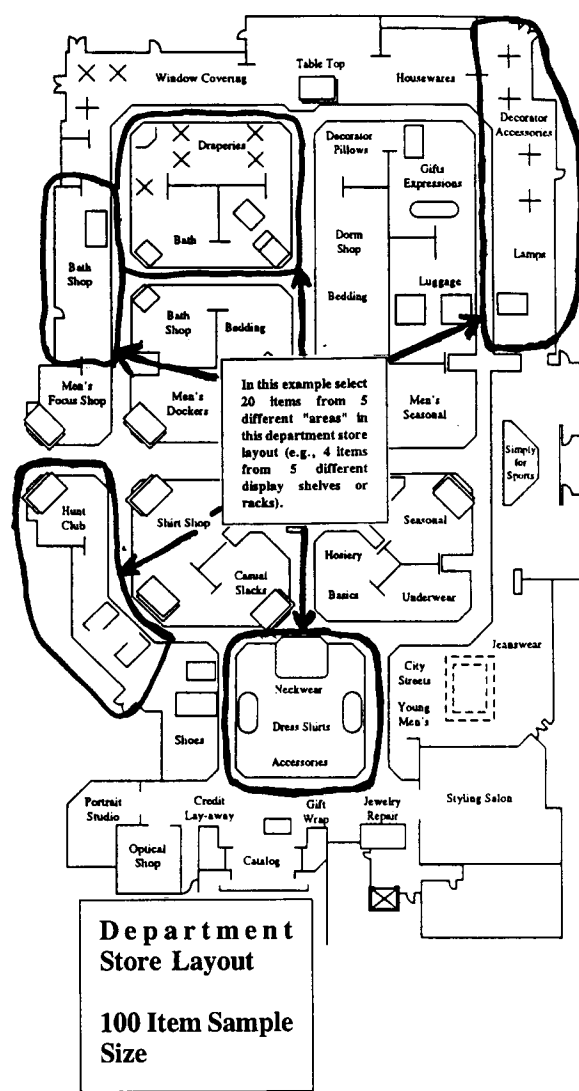 Window Covering
Table Top
Housewares
Draperies
Decorator
Pillows
Gifts
Expressions
Decorator
Accessories
Bath
Dorm
Shop
Bath
Shop
Lamps
Bedding
Luggage
Bath
Shop
Bedding
Men's
Focus Shop
Men's
Dockers
In this example select
20 items from 5
different "areas" in
this department store
layout (e.g., 4 items
from 5 different
display shelves or
racks).
Men's
Seasonal
Simply
for
Sports
Hunt
Club
Shirt Shop
Seasonal
Casual
Slacks
Hosiery
Basics
Underwear
Jeanswear
City
Streets
Young
Men's
Neckwear
Dress Shirts
Accessories
Shoes
Portrait
Studio
Credit
Lay-away
Gift
Wrap
Jewelry
Repair
Styling Salon
Optical
Shop
Catalog
Department
Store Layout
100 Item Sample
Size